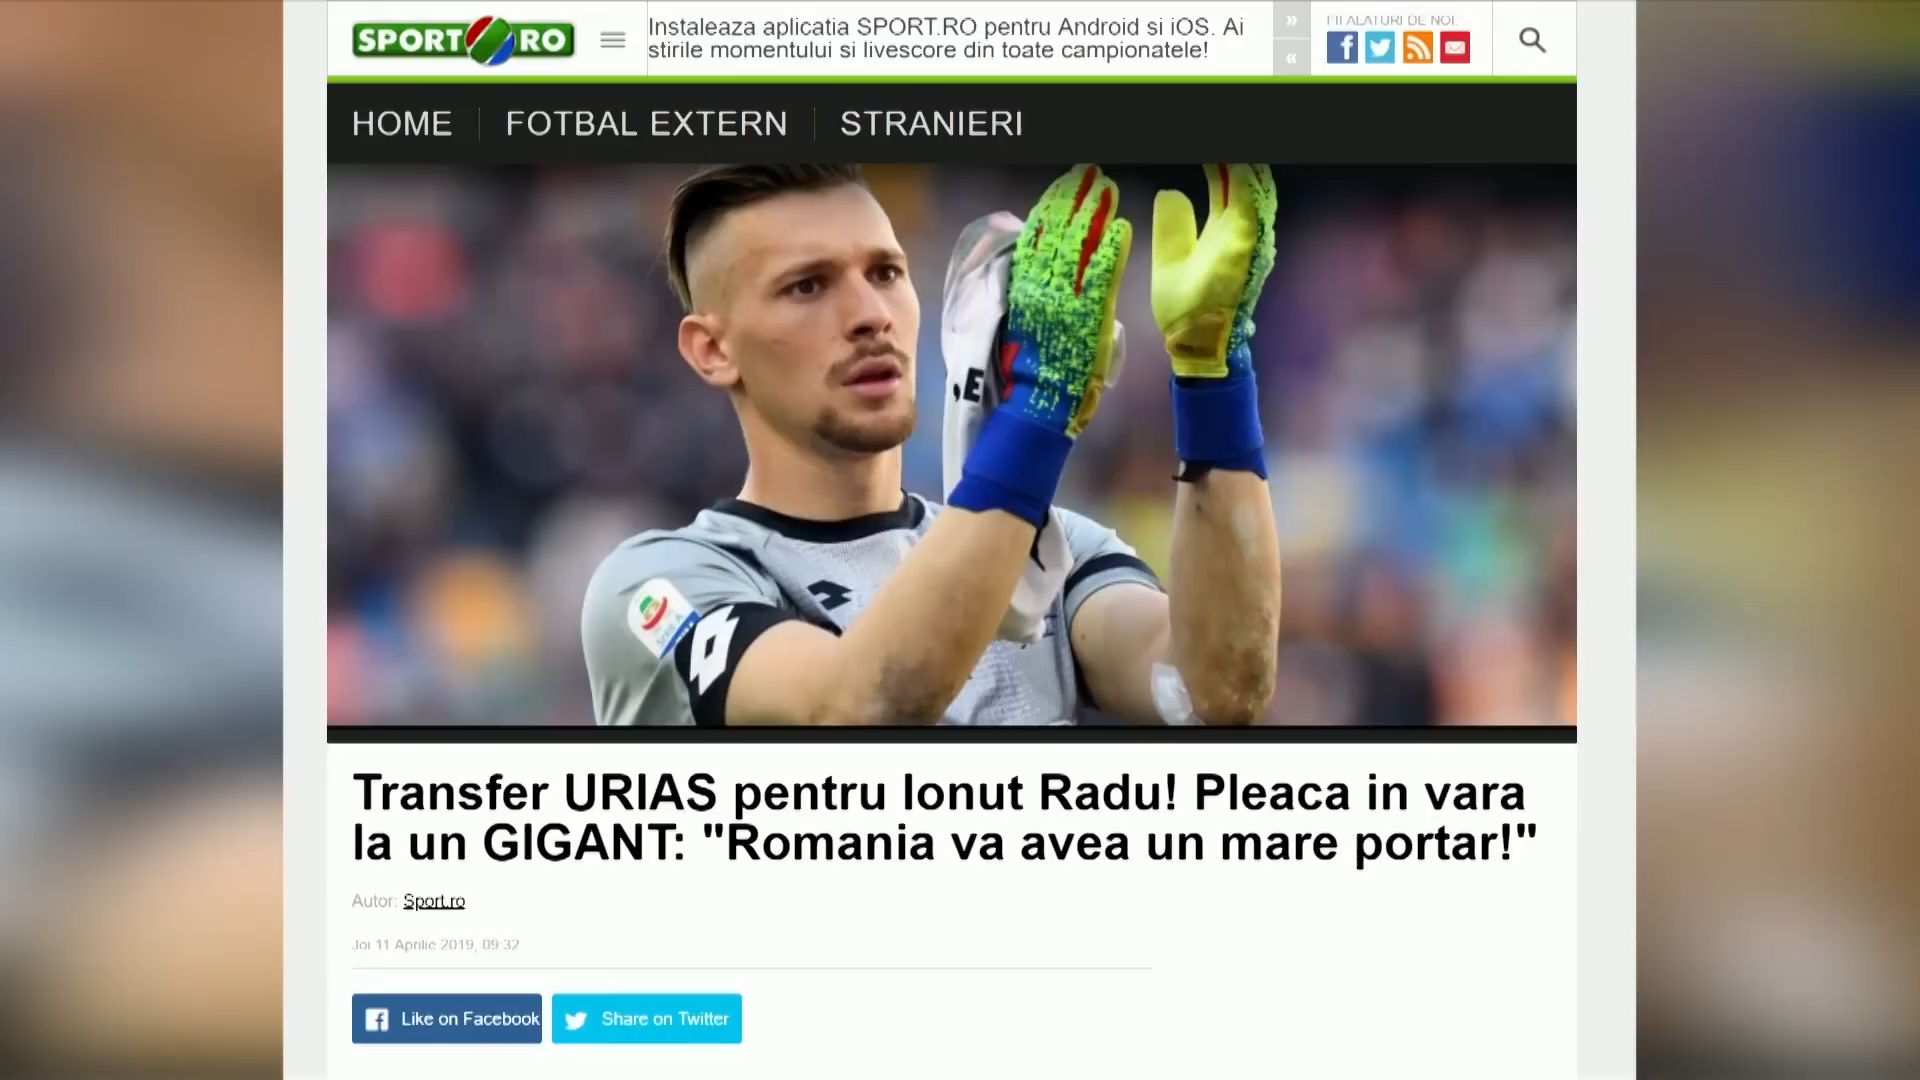 SPORT RO
Instaleaza aplicatia SPORT.RO pentru Android si iOS. Ai
stirile momentului si livescore din toate campionatele!
»
«
FII ALATURI DE NOI:
HOME
FOTBAL EXTERN
STRANIERI
Transfer URIAS pentru Ionut Radu! Pleaca in vara
la un GIGANT: "Romania va avea un mare portar!"
Autor: Sport.ro
Joi 11 Aprilie 2019, 09:32
Like on Facebook
Share on Twitter